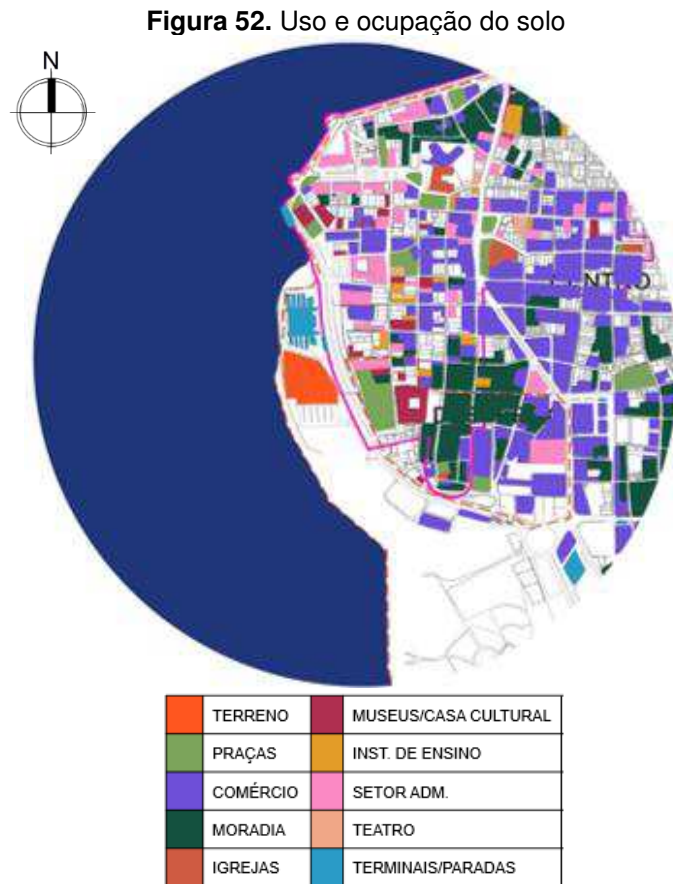 Figura 52. Uso e ocupação do solo
N
CENTRO
TERRENO
MUSEUS/CASA CULTURAL
PRAÇAS
INST. DE ENSINO
COMÉRCIO
SETOR ADM.
MORADIA
TEATRO
IGREJAS
TERMINAIS/PARADAS